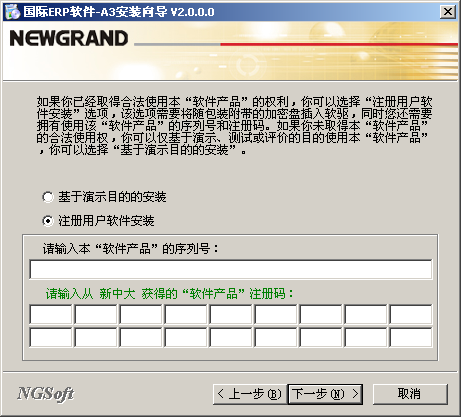 国际ERP软件-A3安装向导 V2.0.0.0
NEWGRAND
如果你已经取得合法使用本“软件产品”的权利，你可以选择“注册用户软
件安装”选项，该选项需要将随包装附带的加密盘插入软驱，同时您还需要
拥有使用该“软件产品”的序列号和注册码。如果你未取得本“软件产品”
的合法使用权，你可以仅基于演示、测试或评价的目的使用本“软件产品”
，你可以选择“基于演示目的的安装”。
基于演示目的的安装
注册用户软件安装
请输入本“软件产品”的序列号：
请输入从 新中大 获得的“软件产品”注册码：
NGSoft
< 上一步(B) 下一步(N) > 取消